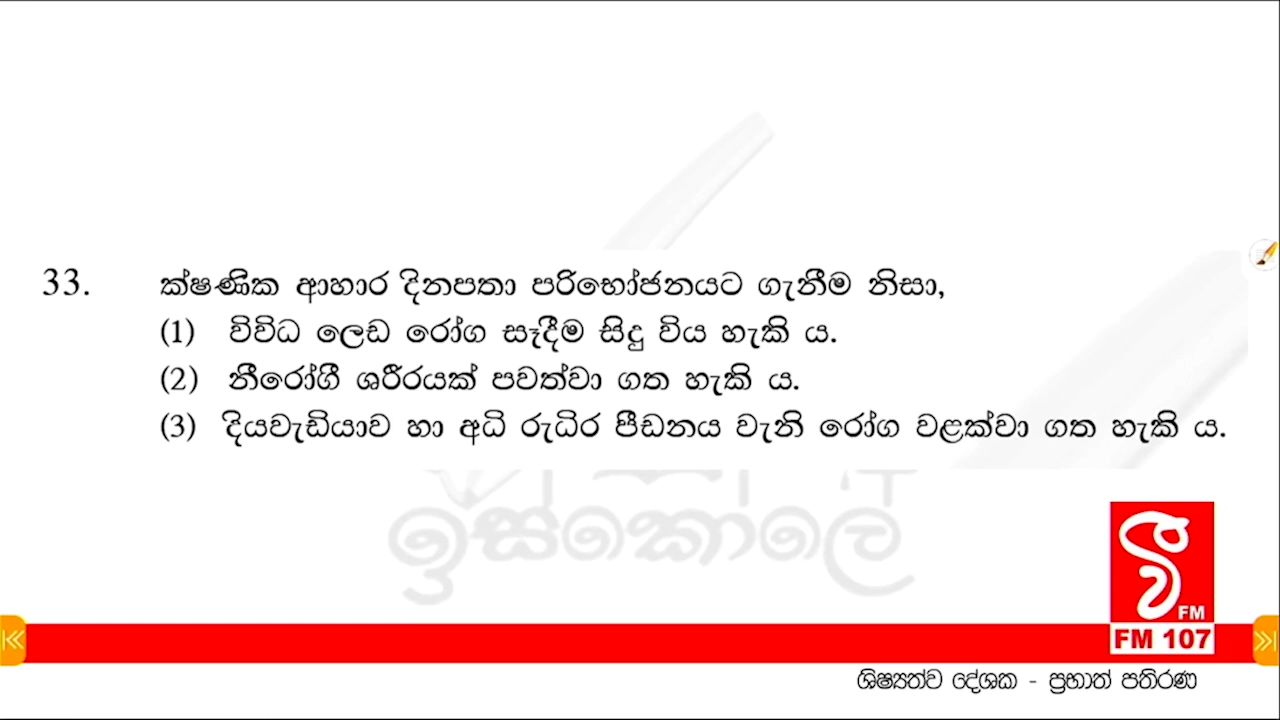 33. ක්ෂණික ආහාර දිනපතා පරිභෝජනයට ගැනීම නිසා,
(1) විවිධ ලෙඩ රෝග සෑදීම සිදු විය හැකි ය.
(2) නීරෝගී ශරීරයක් පවත්වා ගත හැකි ය.
(3) දියවැඩියාව හා අධි රුධිර පීඩනය වැනි රෝග වළක්වා ගත හැකි ය.
ඉස්කොලෙ
වී FM
FM 107
ශිෂ්‍යත්ව දේශක - ප්‍රභාත් පතිරණ